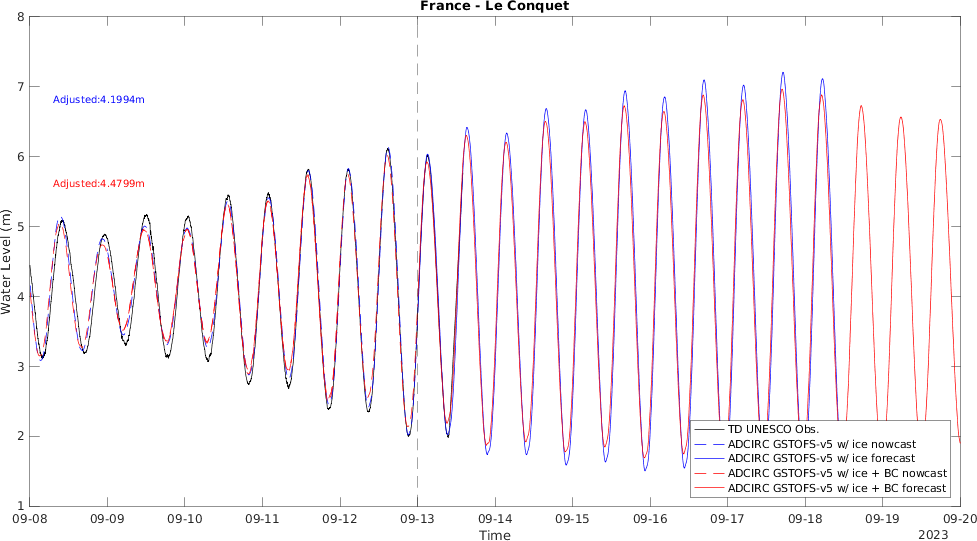 France - Le Conquet
8
7
6
5
4
3
2
1
Water Level (m)
Adjusted:4.1994m
Adjusted:4.4799m
TD UNESCO Obs.
ADCIRC GSTOFS-v5 w/ ice nowcast
ADCIRC GSTOFS-v5 w/ ice forecast
ADCIRC GSTOFS-v5 w/ ice + BC nowcast
ADCIRC GSTOFS-v5 w/ ice + BC forecast
09-08 09-09 09-10 09-11 09-12 09-13 09-14 09-15 09-16 09-17 09-18 09-19 09-20
Time
2023